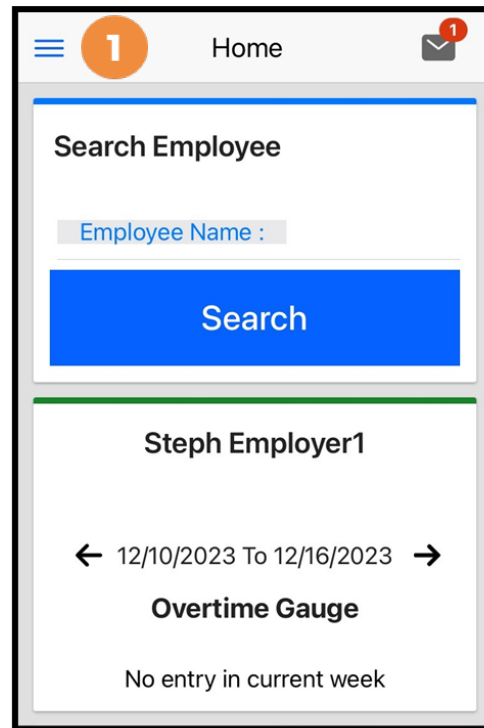 1 Home 1
Search Employee
Employee Name :
Search
Steph Employer1
12/10/2023 To 12/16/2023
Overtime Gauge
No entry in current week